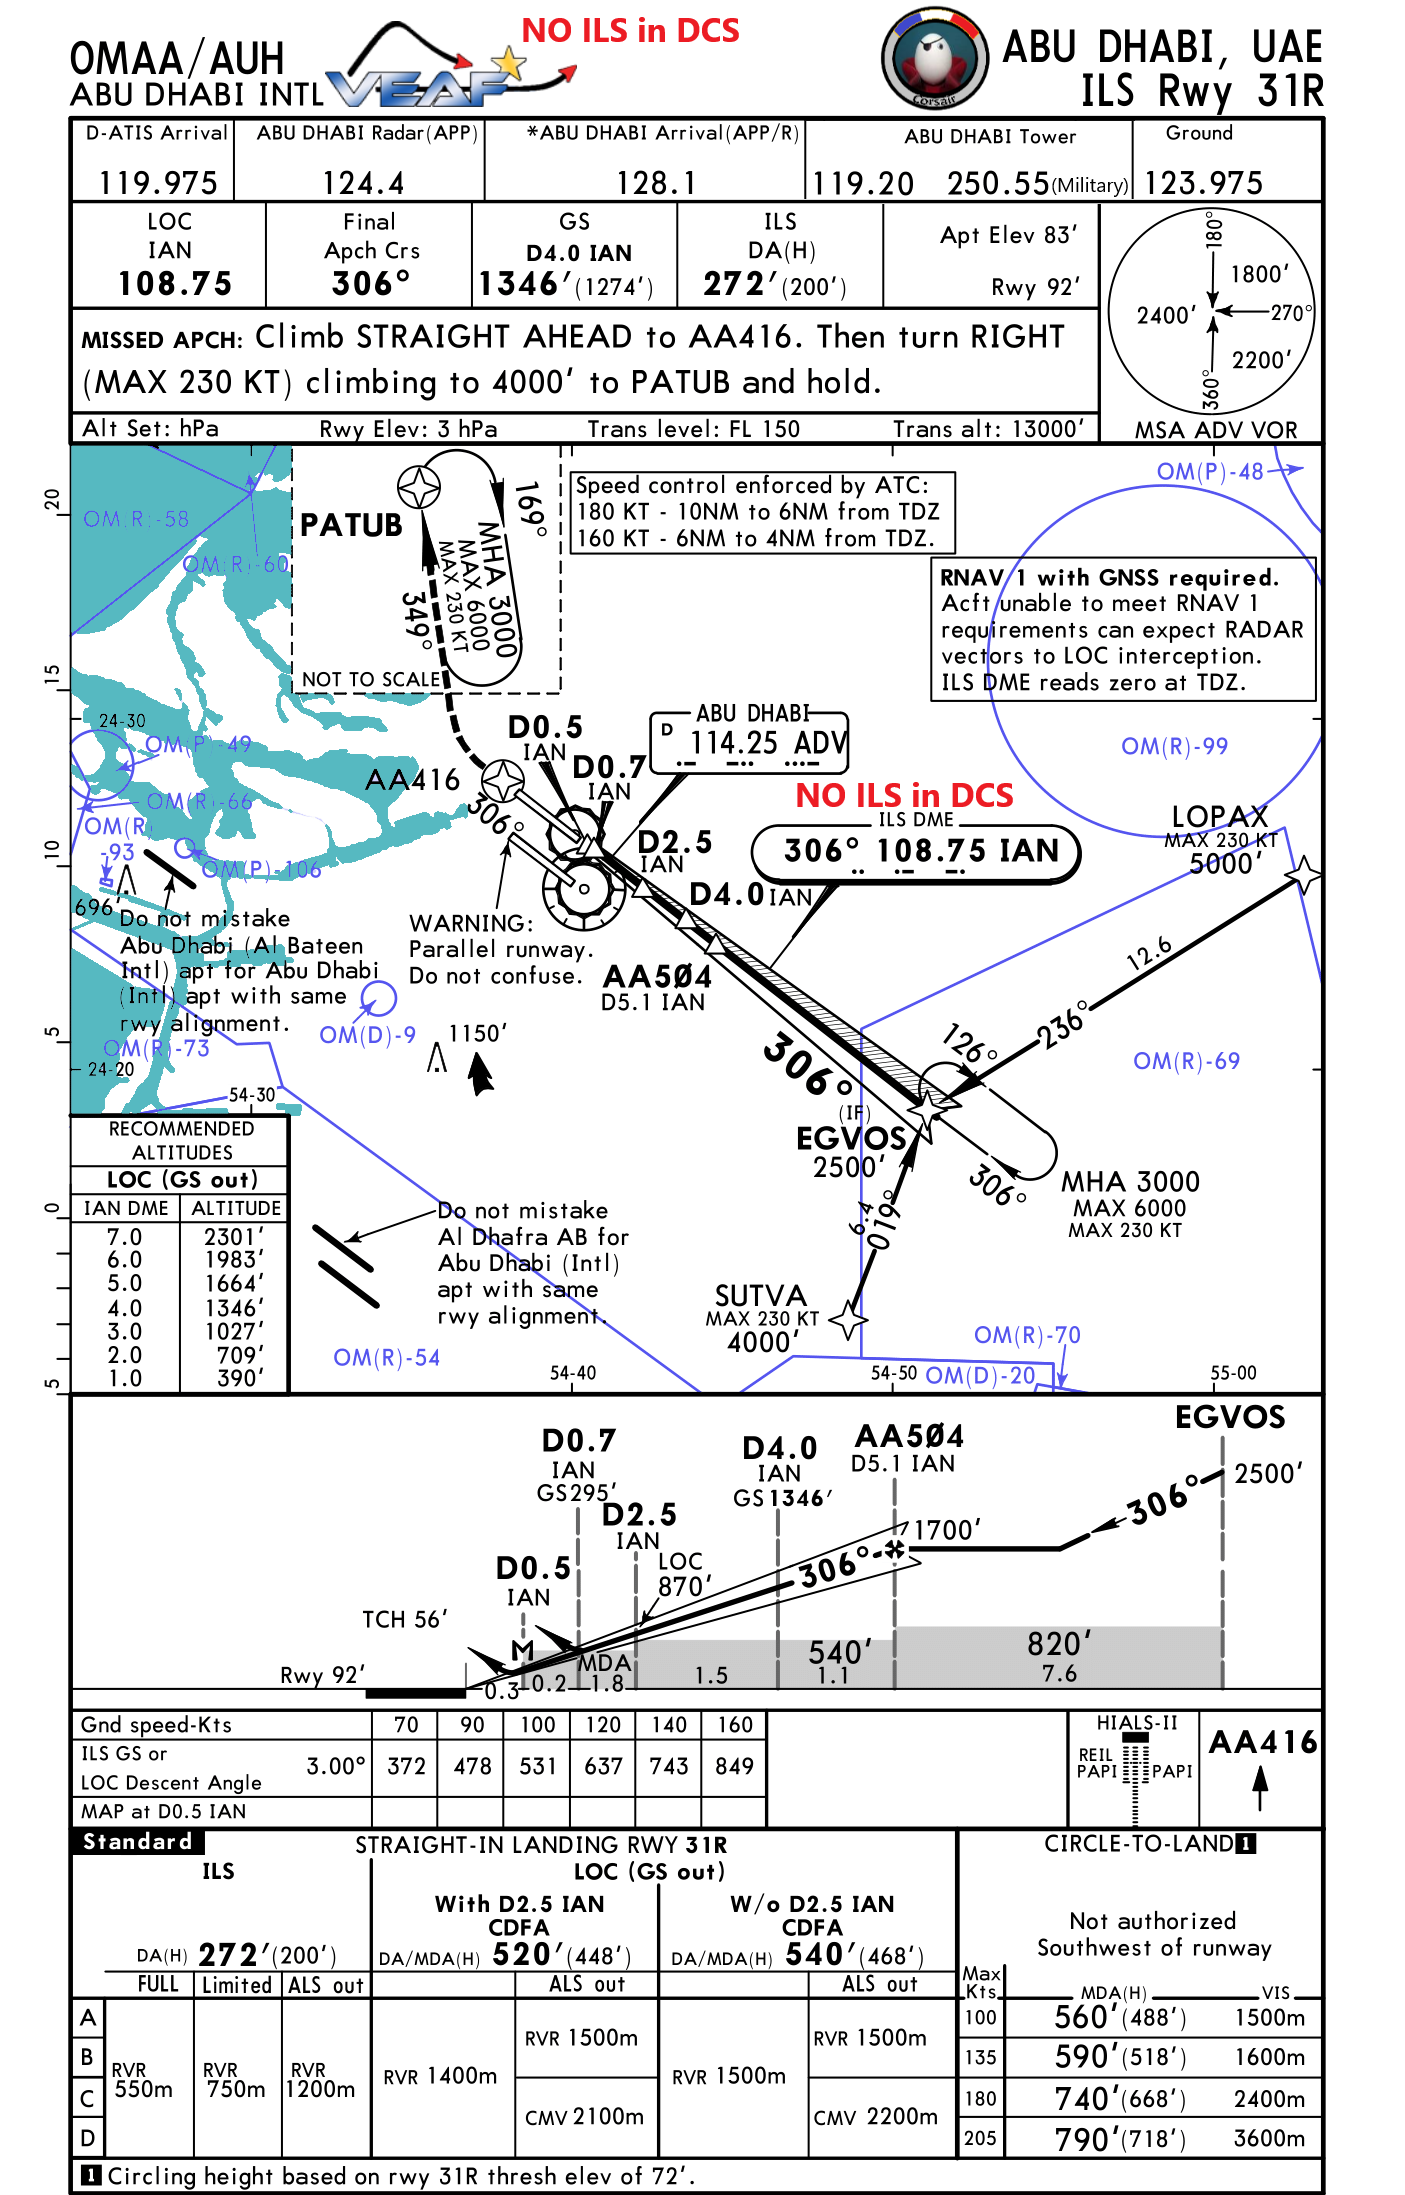 NO ILS in DCS
OMAA/AUH
ABU DHABI INTL
VEAF
Corsair
ABU DHABI, UAE
ILS Rwy 31R
D-ATIS Arrival
119.975
ABU DHABI Radar(APP)
124.4
*ABU DHABI Arrival(APP/R)
128.1
ABU DHABI Tower
119.20 250.55(Military)
Ground
123.975
LOC
IAN
108.75
Final
Apch Crs
306°
GS
D4.0 IAN
1346'(1274')
ILS
DA(H)
272'(200')
Apt Elev 83'
Rwy 92'
180°
1800'
2400'
270°
2200'
360°
MSA ADV VOR
MISSED APCH: Climb STRAIGHT AHEAD to AA416. Then turn RIGHT
(MAX 230 KT) climbing to 4000' to PATUB and hold.
Alt Set: hPa Rwy Elev: 3 hPa Trans level: FL 150 Trans alt: 13000'
20
15
10
5
0
5
OM(R)-58
OM(R)-60
PATUB
169°
349°
MHA 3000
MAX 6000
MAX 230 KT
NOT TO SCALE
Speed control enforced by ATC:
180 KT - 10NM to 6NM from TDZ
160 KT - 6NM to 4NM from TDZ.
OM(P)-48
RNAV 1 with GNSS required.
Acft unable to meet RNAV 1
requirements can expect RADAR
vectors to LOC interception.
ILS DME reads zero at TDZ.
OM(R)-99
24-30
OM(P)-49
OM(R)-66
OM(R)
-93
OM(P)-106
696'
Do not mistake
Abu Dhabi (Al Bateen
Intl) apt for Abu Dhabi
(Intl) apt with same
rwy alignment.
OM(R)-73
24-20
54-30
AA416
306°
D0.5
IAN
D0.7
IAN
ABU DHABI
D 114.25 ADV
D2.5
IAN
D4.0 IAN
NO ILS in DCS
ILS DME
306° 108.75 IAN
WARNING:
Parallel runway.
Do not confuse.
AA5Ø4
D5.1 IAN
OM(D)-9
1150'
LOPAX
MAX 230 KT
5000'
12.6
236°
126°
OM(R)-69
306°
(IF)
EGVOS
2500'
306°
MHA 3000
MAX 6000
MAX 230 KT
6.4
019°
SUTVA
MAX 230 KT
4000'
OM(R)-70
OM(D)-20
54-40
54-50
55-00
OM(R)-54
Do not mistake
Al Dhafra AB for
Abu Dhabi (Intl)
apt with same
rwy alignment.
RECOMMENDED
ALTITUDES
LOC (GS out)
IAN DME ALTITUDE
7.0 2301'
6.0 1983'
5.0 1664'
4.0 1346'
3.0 1027'
2.0 709'
1.0 390'
D0.7
IAN
GS295'
D2.5
IAN
D0.5
IAN
D4.0
IAN
GS1346'
AA5Ø4
D5.1 IAN
EGVOS
2500'
306°
1700'
306°
LOC
870'
TCH 56'
M
MDA
Rwy 92'
540'
820'
0.3 0.2 1.8 1.5 1.1 7.6
Gnd speed-Kts 70 90 100 120 140 160
ILS GS or
LOC Descent Angle 3.00° 372 478 531 637 743 849
MAP at D0.5 IAN
HIALS-II
REIL
PAPI PAPI
AA416
Standard
STRAIGHT-IN LANDING RWY 31R
ILS
LOC (GS out)
With D2.5 IAN
CDFA
W/o D2.5 IAN
CDFA
DA(H) 272'(200')
DA/MDA(H) 520'(448')
DA/MDA(H) 540'(468')
FULL Limited ALS out
ALS out
ALS out
A
B
C
D
RVR
550m
RVR
750m
RVR
1200m
RVR 1400m
RVR 1500m
CMV 2100m
RVR 1500m
RVR 1500m
CMV 2200m
CIRCLE-TO-LAND 1
Not authorized
Southwest of runway
Max
Kts MDA(H) VIS
100 560'(488') 1500m
135 590'(518') 1600m
180 740'(668') 2400m
205 790'(718') 3600m
1 Circling height based on rwy 31R thresh elev of 72'.